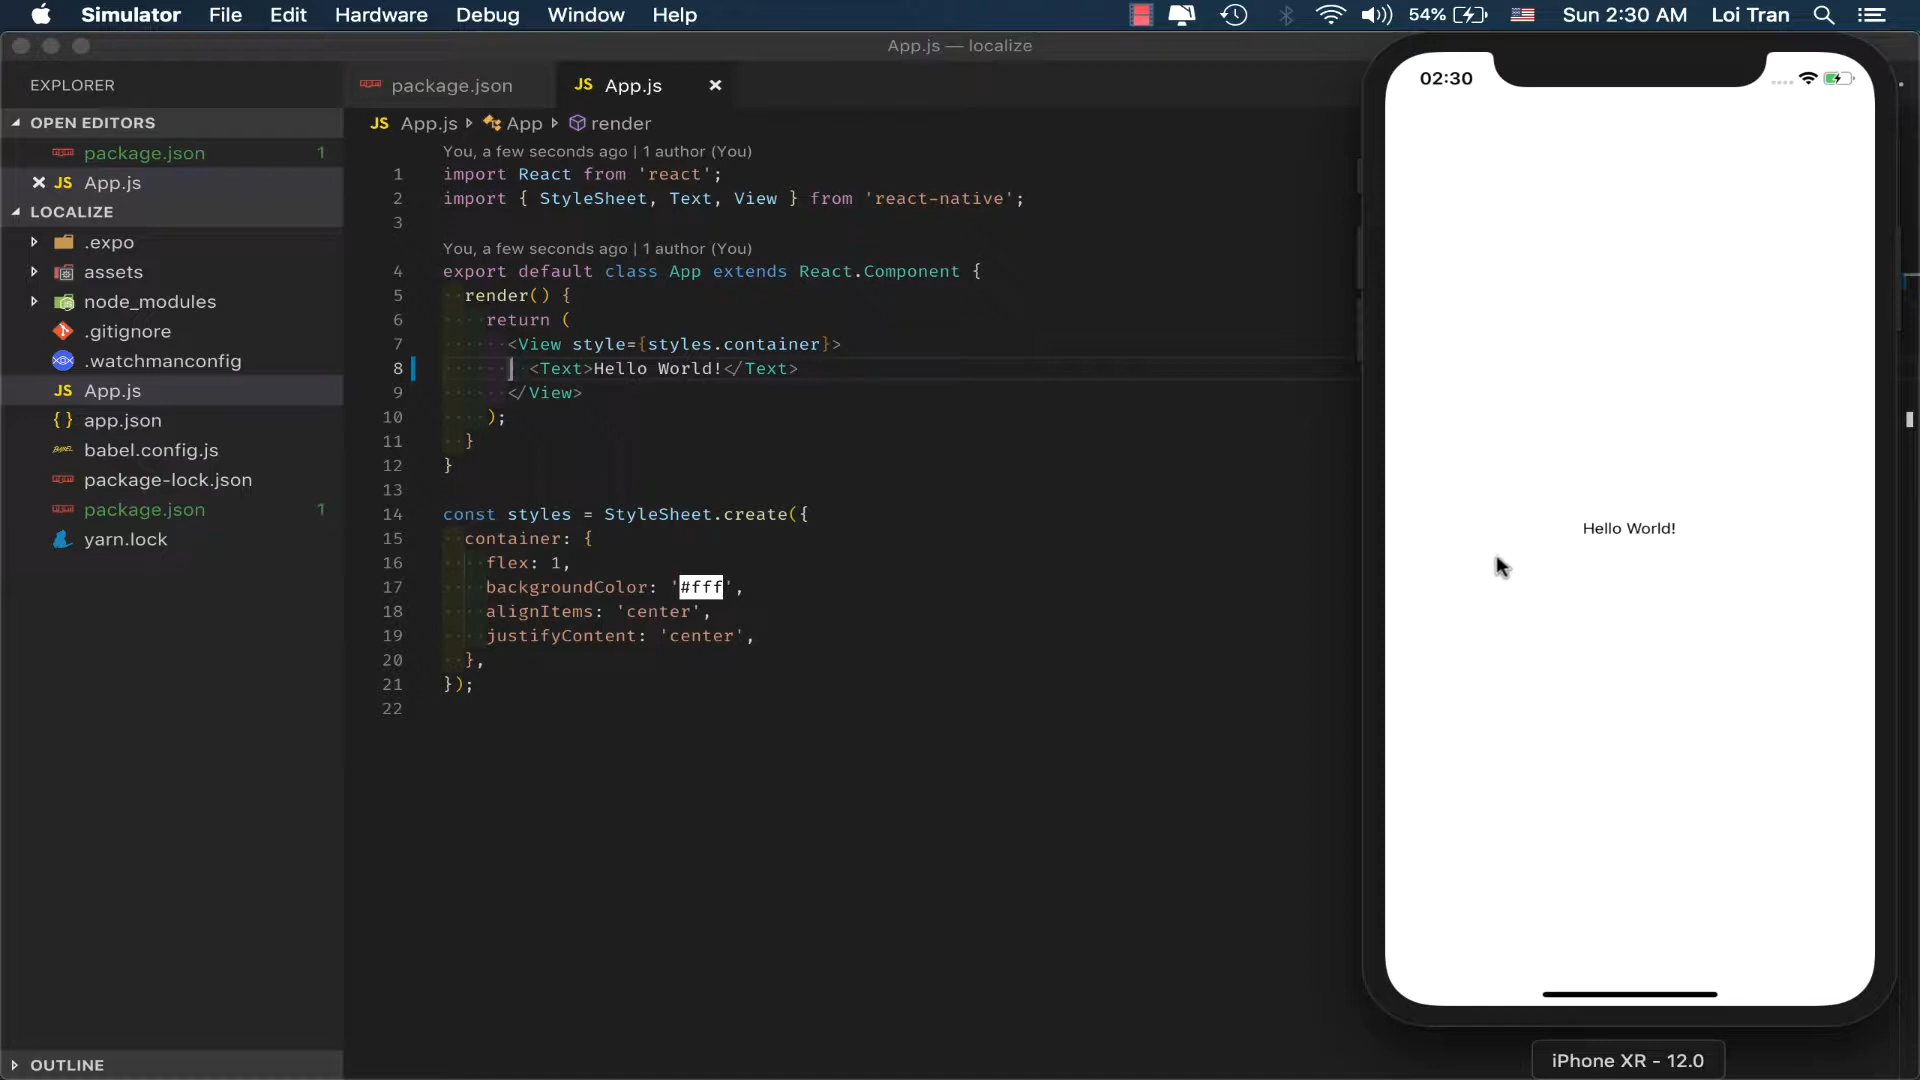 Simulator File Edit Hardware Debug Window Help 54% Sun 2:30 AM Loi Tran
App.js — localize
EXPLORER
OPEN EDITORS
package.json 1
JS App.js
LOCALIZE
.expo
assets
node_modules
.gitignore
.watchmanconfig
JS App.js
{ } app.json
babel.config.js
package-lock.json
package.json 1
yarn.lock
OUTLINE
package.json JS App.js
JS App.js App render
You, a few seconds ago | 1 author (You)
1 import React from 'react';
2 import { StyleSheet, Text, View } from 'react-native';
3
You, a few seconds ago | 1 author (You)
4 export default class App extends React.Component {
5 render() {
6 return (
7 <View style={styles.container}>
8 <Text>Hello World!</Text>
9 </View>
10 );
11 }
12 }
13
14 const styles = StyleSheet.create({
15 container: {
16 flex: 1,
17 backgroundColor: '#fff',
18 alignItems: 'center',
19 justifyContent: 'center',
20 },
21 });
22
02:30
Hello World!
iPhone XR - 12.0